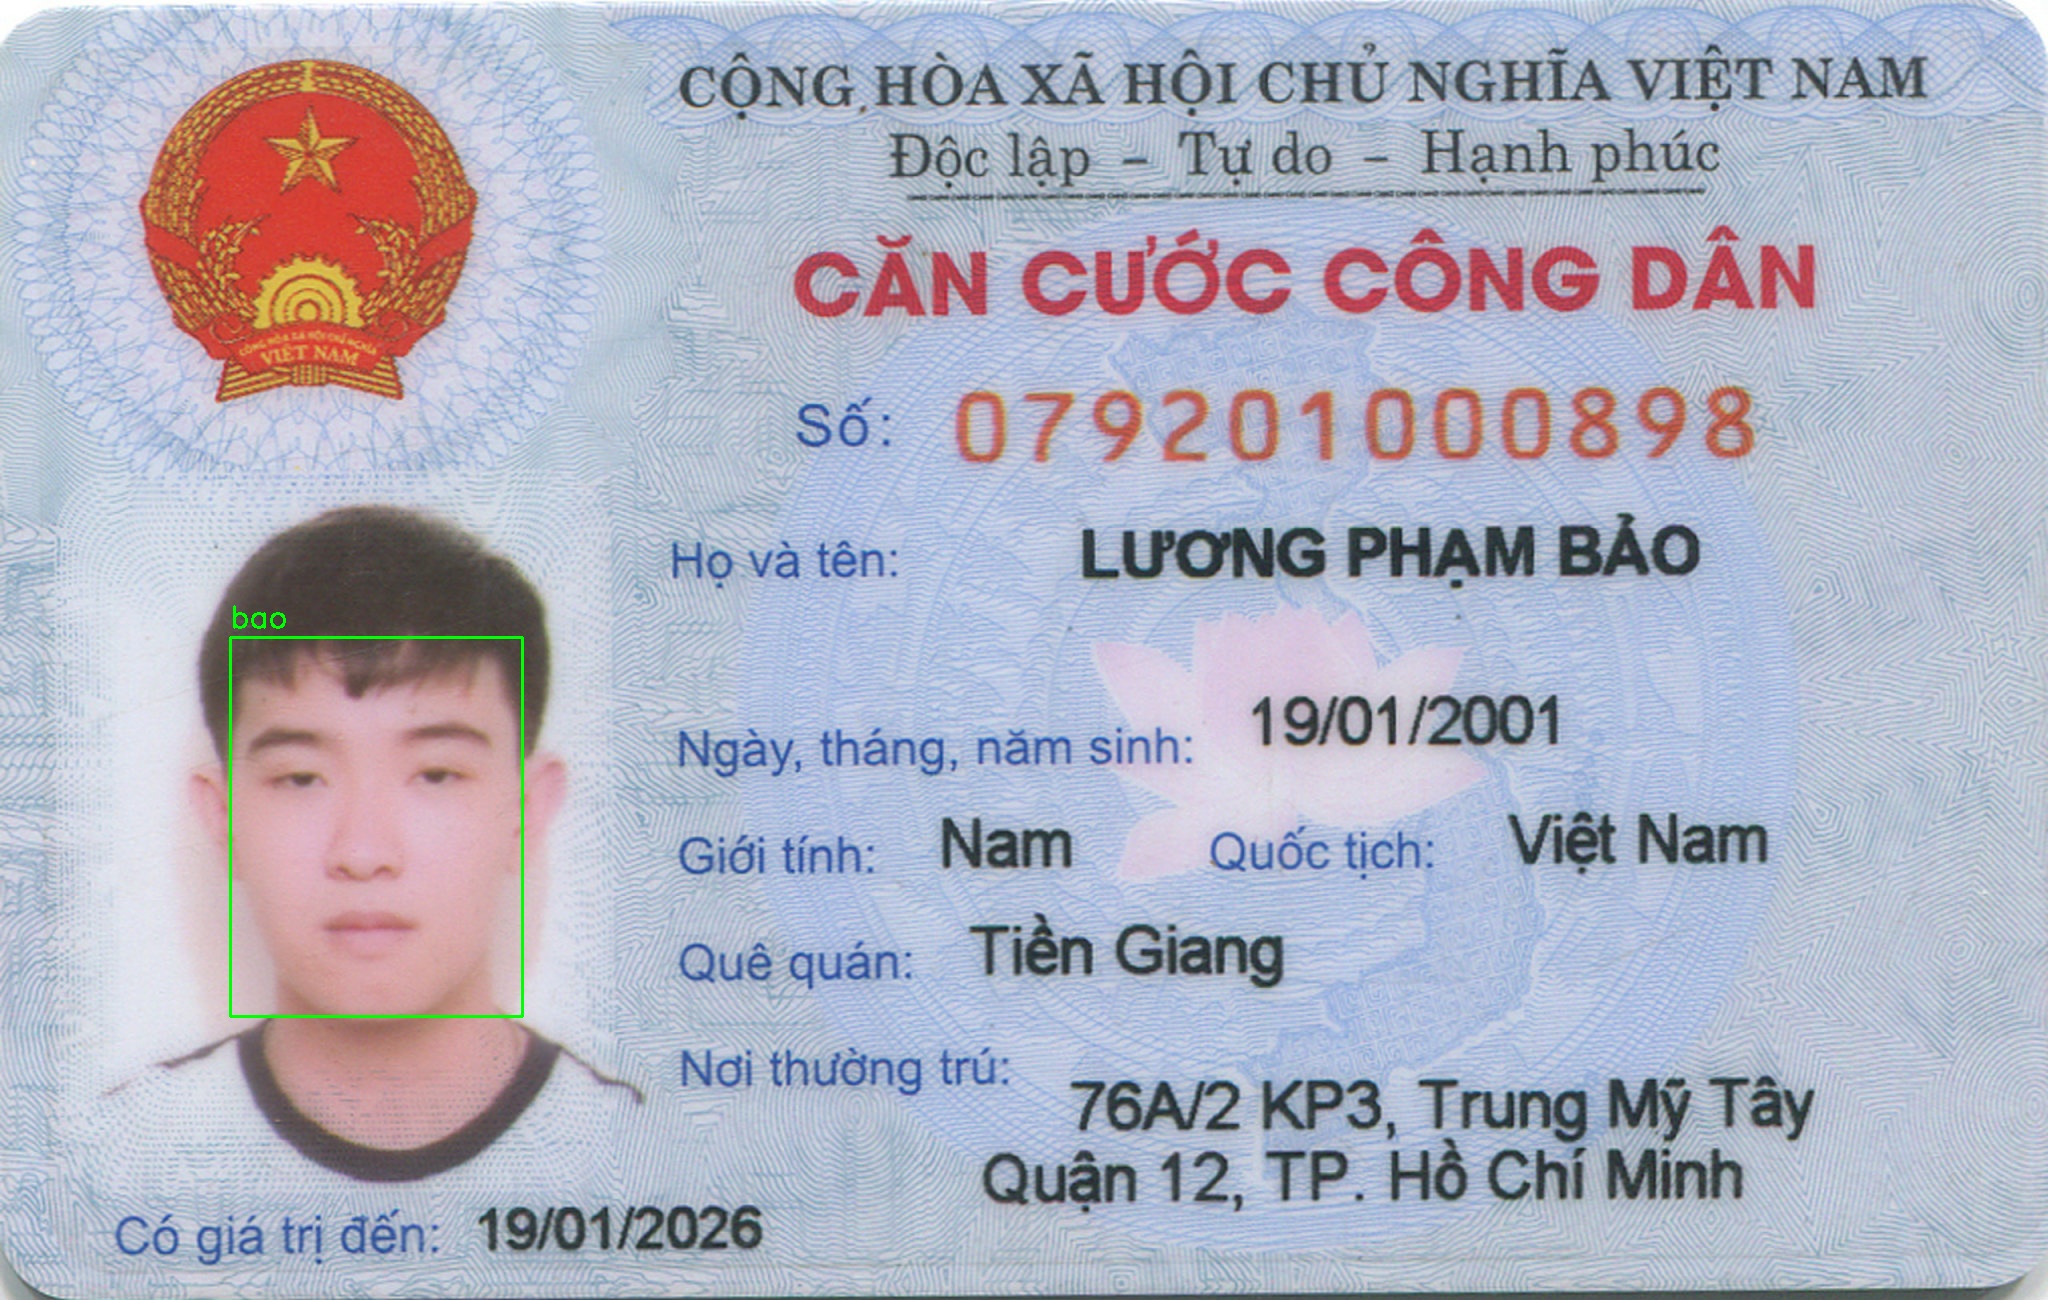 CỘNG HÒA XÃ HỘI CHỦ NGHĨA VIỆT NAM
Độc lập - Tự do - Hạnh phúc
CĂN CƯỚC CÔNG DÂN
CỘNG HÒA XÃ HỘI CHỦ NGHĨA
VIỆT NAM
Số: 079201000898
Họ và tên: LƯƠNG PHẠM BẢO
bao
Ngày, tháng, năm sinh: 19/01/2001
Giới tính: Nam Quốc tịch: Việt Nam
Quê quán: Tiền Giang
Nơi thường trú:
76A/2 KP3, Trung Mỹ Tây
Quận 12, TP. Hồ Chí Minh
Có giá trị đến: 19/01/2026